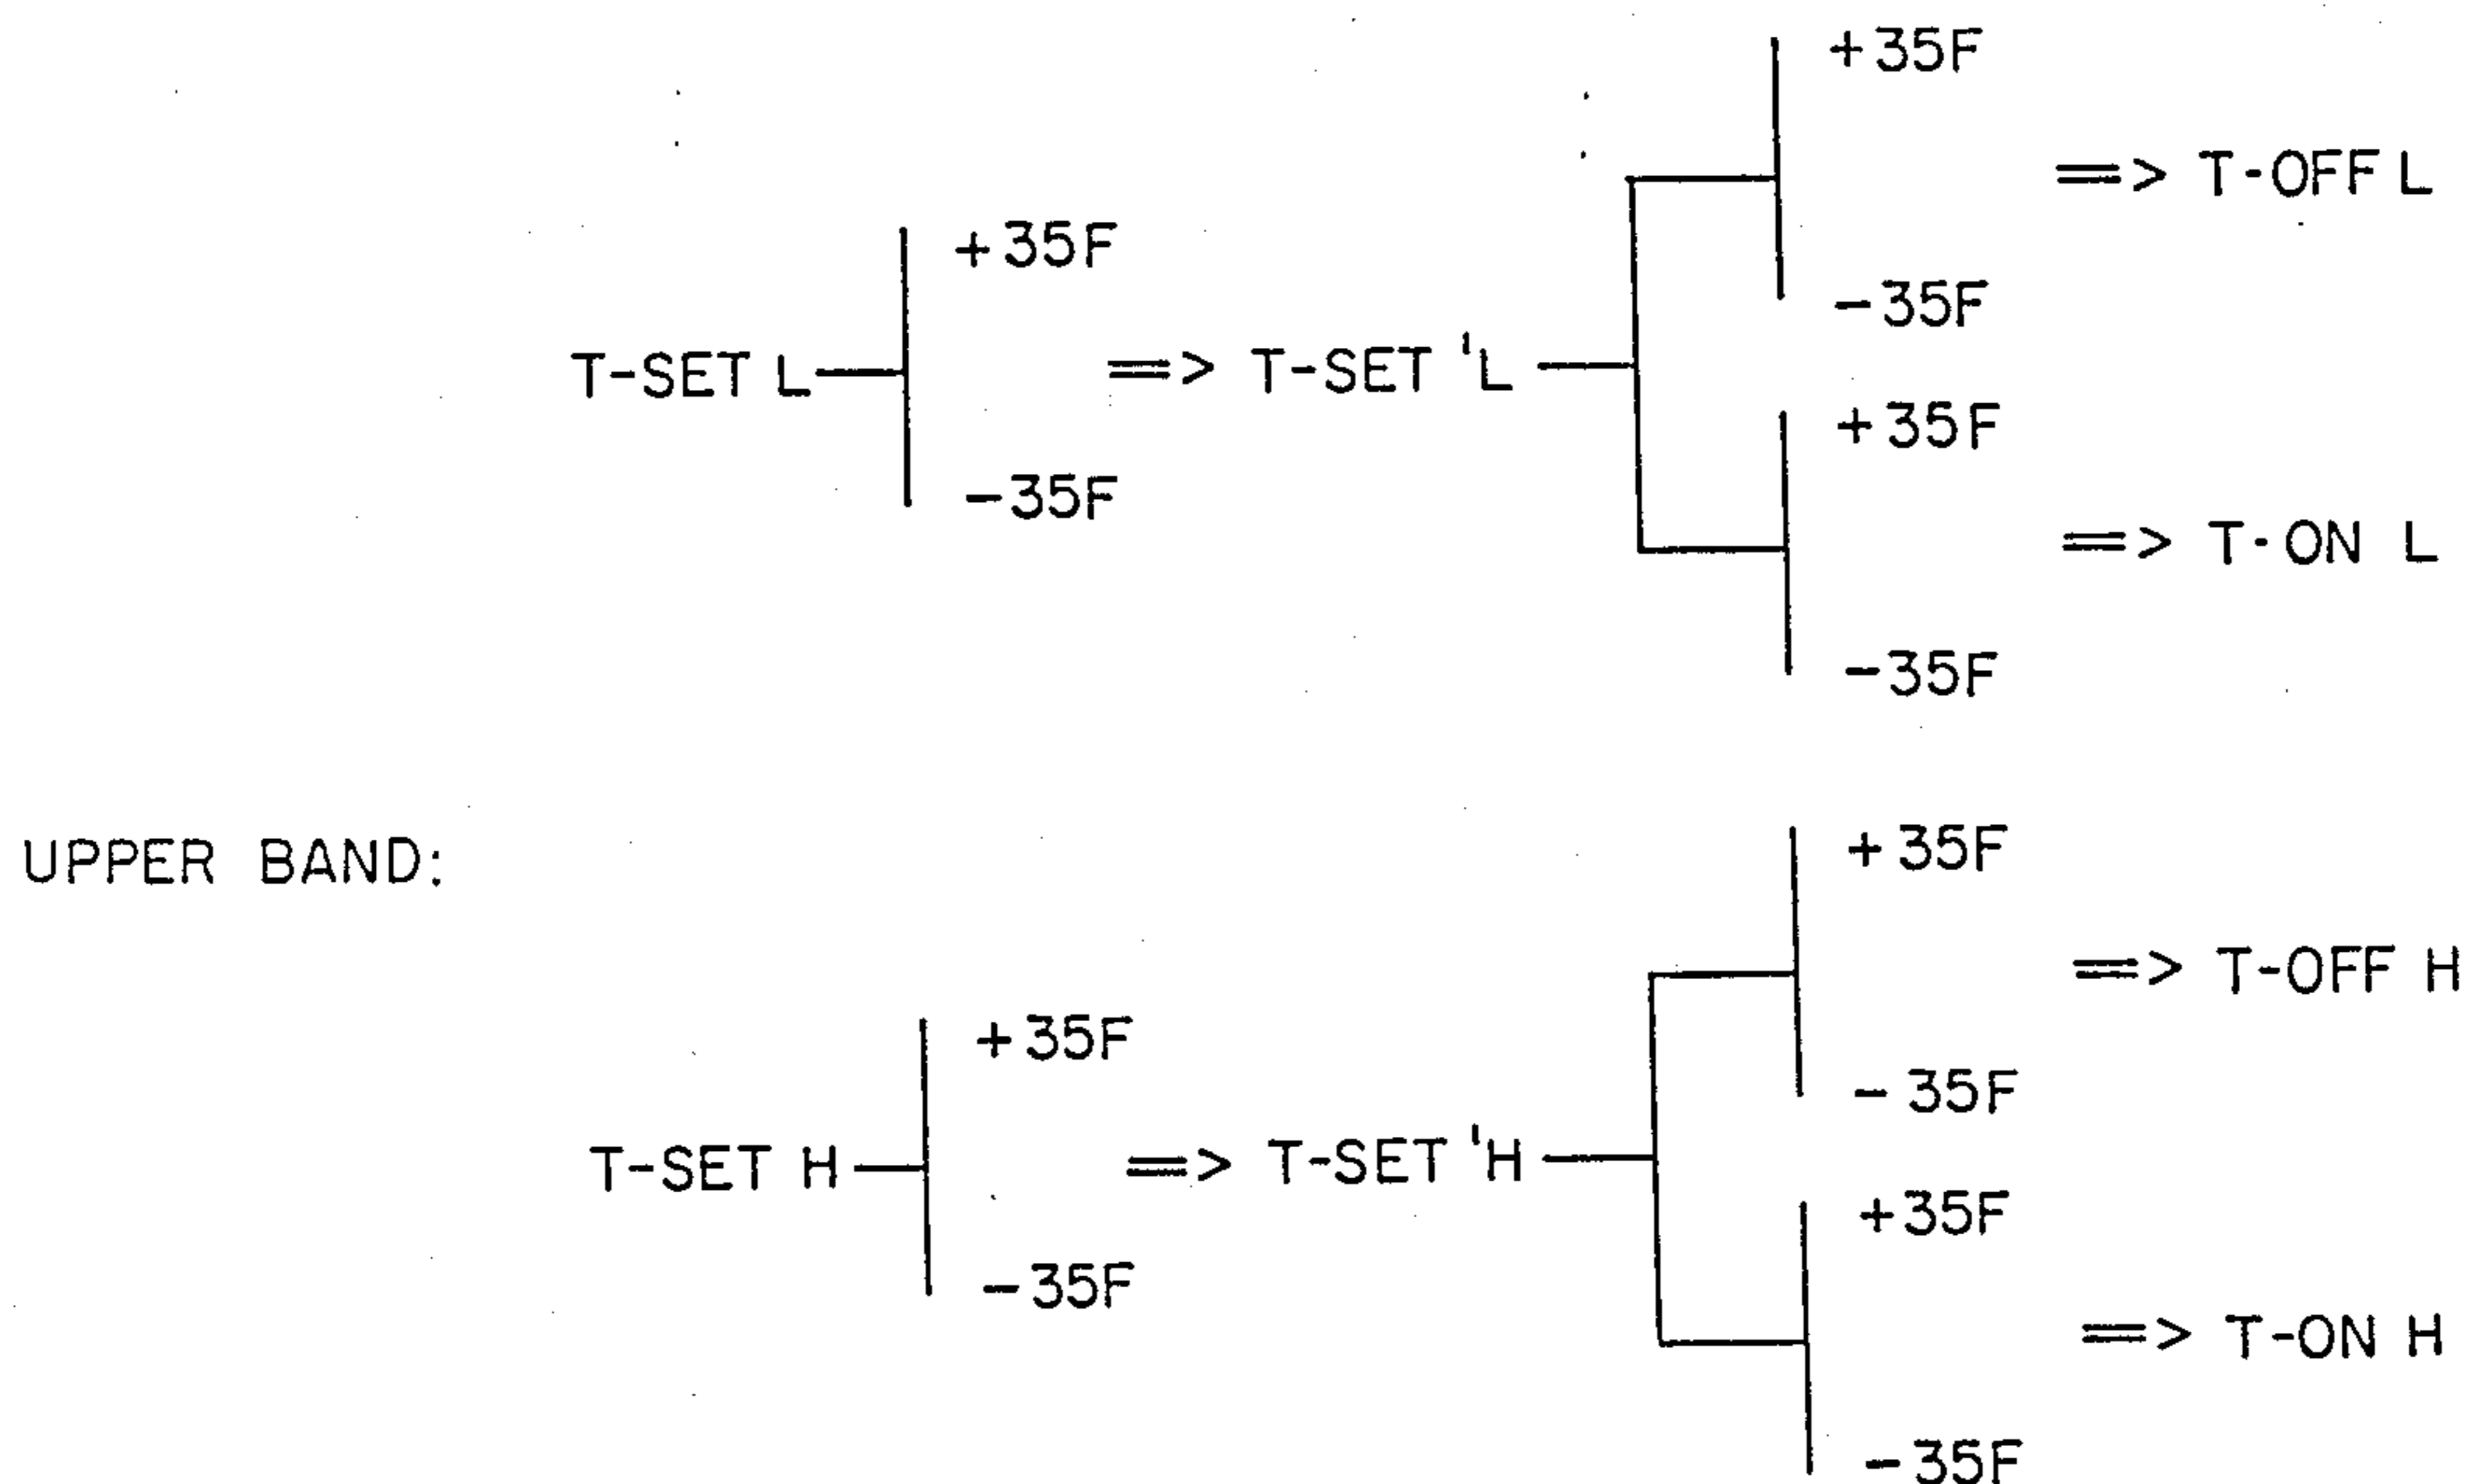 +35F
=> T-OFF L
+35F
-35F
T-SET L => T-SET 'L
+35F
-35F
=> T-ON L
-35F
UPPER BAND:
+35F
=> T-OFF H
+35F
-35F
T-SET H => T-SET 'H
+35F
-35F
=> T-ON H
-35F